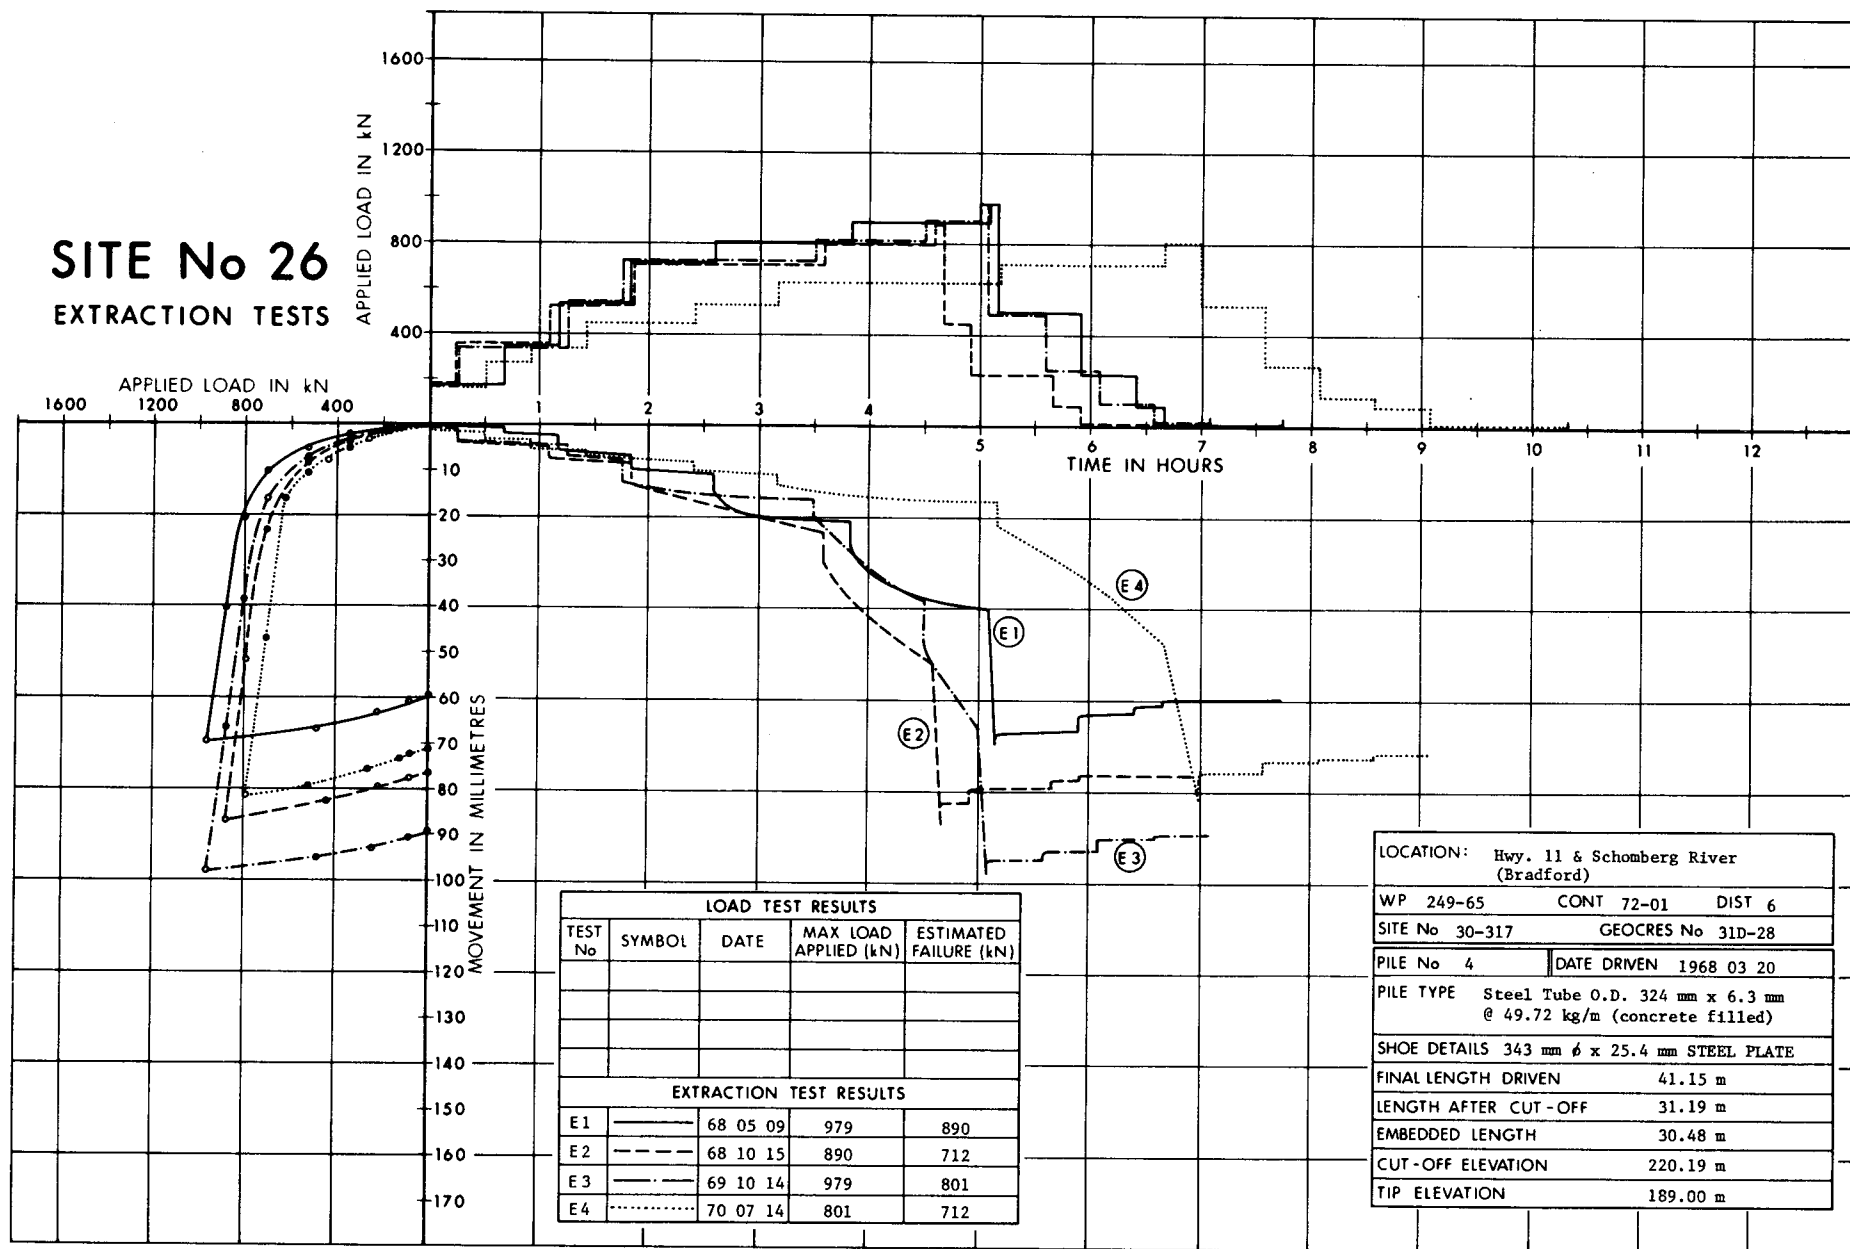 SITE No 26
EXTRACTION TESTS
APPLIED LOAD IN kN
1600
1200
800
400
APPLIED LOAD IN kN
1600 1200 800 400
1 2 3 4 5 6 7 8 9 10 11 12
TIME IN HOURS
MOVEMENT IN MILLIMETRES
10
20
30
40
50
60
70
80
90
100
110
120
130
140
150
160
170
E4
E1
E2
E3
LOAD TEST RESULTS
TEST No SYMBOL DATE MAX LOAD APPLIED (kN) ESTIMATED FAILURE (kN)
EXTRACTION TEST RESULTS
E1 68 05 09 979 890
E2 68 10 15 890 712
E3 69 10 14 979 801
E4 70 07 14 801 712
LOCATION: Hwy. 11 & Schomberg River
(Bradford)
WP 249-65 CONT 72-01 DIST 6
SITE No 30-317 GEOCRES No 31D-28
PILE No 4 DATE DRIVEN 1968 03 20
PILE TYPE Steel Tube O.D. 324 mm x 6.3 mm
@ 49.72 kg/m (concrete filled)
SHOE DETAILS 343 mm ϕ x 25.4 mm STEEL PLATE
FINAL LENGTH DRIVEN 41.15 m
LENGTH AFTER CUT-OFF 31.19 m
EMBEDDED LENGTH 30.48 m
CUT-OFF ELEVATION 220.19 m
TIP ELEVATION 189.00 m